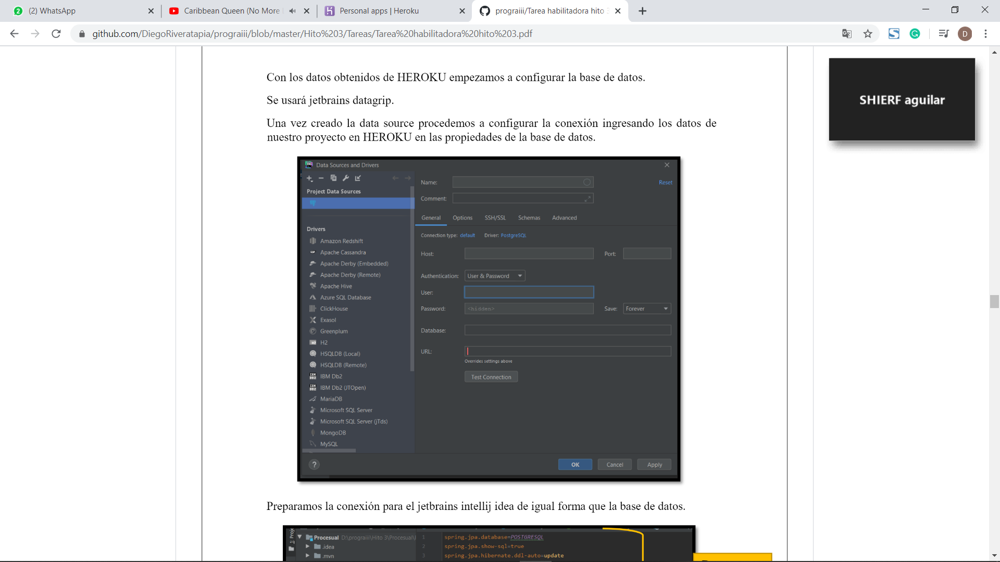 (2) WhatsApp
Caribbean Queen (No More
Personal apps | Heroku
prograiii/Tarea habilitadora hito 3
github.com/DiegoRiveratapia/prograiii/blob/master/Hito%203/Tareas/Tarea%20habilitadora%20hito%203.pdf
D
SHIERF aguilar
Con los datos obtenidos de HEROKU empezamos a configurar la base de datos.
Se usará jetbrains datagrip.
Una vez creado la data source procedemos a configurar la conexión ingresando los datos de
nuestro proyecto en HEROKU en las propiedades de la base de datos.
Data Sources and Drivers
Project Data Sources
Drivers
Amazon Redshift
Apache Cassandra
Apache Derby (Embedded)
Apache Derby (Remote)
Apache Hive
Azure SQL Database
ClickHouse
Exasol
Greenplum
H2
HSQLDB (Local)
HSQLDB (Remote)
IBM Db2
IBM Db2 (JTOpen)
MariaDB
Microsoft SQL Server
Microsoft SQL Server (jTds)
MongoDB
MySQL
Name:
Reset
Comment:
General Options SSH/SSL Schemas Advanced
Connection type: default Driver: PostgreSQL
Host: Port:
Authentication: User & Password
User:
Password: <hidden> Save: Forever
Database:
URL:
Overrides settings above
Test Connection
? OK Cancel Apply
Preparamos la conexión para el jetbrains intellij idea de igual forma que la base de datos.
1: Proje
Procesual D:\prograiii\Hito 3\Procesual\
.idea
.mvn
1 spring.jpa.database=POSTGRESQL
2 spring.jpa.show-sql=true
3 spring.jpa.hibernate.ddl-auto=update